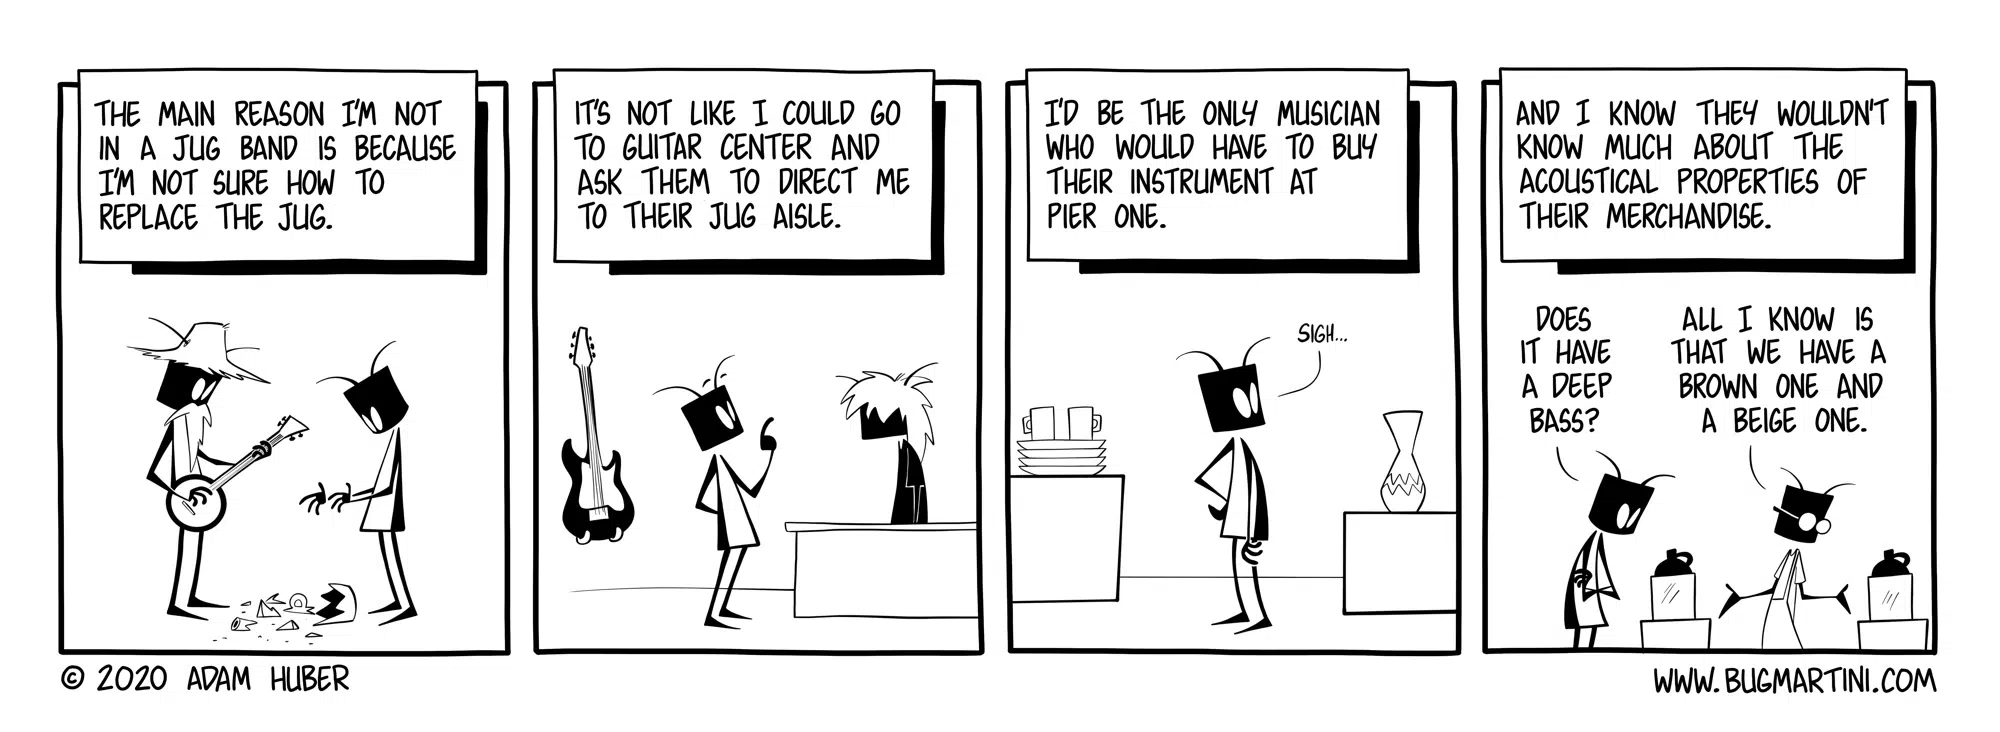 THE MAIN REASON I'M NOT
IN A JUG BAND IS BECAUSE
I'M NOT SURE HOW TO
REPLACE THE JUG.
IT'S NOT LIKE I COULD GO
TO GUITAR CENTER AND
ASK THEM TO DIRECT ME
TO THEIR JUG AISLE.
I'D BE THE ONLY MUSICIAN
WHO WOULD HAVE TO BUY
THEIR INSTRUMENT AT
PIER ONE.
SIGH...
AND I KNOW THEY WOULDN'T
KNOW MUCH ABOUT THE
ACOUSTICAL PROPERTIES OF
THEIR MERCHANDISE.
DOES
IT HAVE
A DEEP
BASS?
ALL I KNOW IS
THAT WE HAVE A
BROWN ONE AND
A BEIGE ONE.
© 2020 ADAM HUBER
WWW.BUGMARTINI.COM